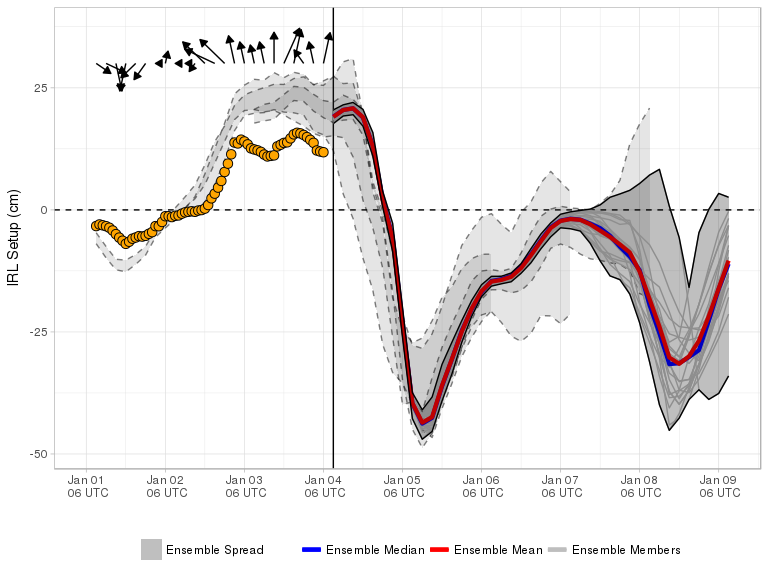 IRL Setup (cm)
25
0
-25
-50
Jan 01 Jan 02 Jan 03 Jan 04 Jan 05 Jan 06 Jan 07 Jan 08 Jan 09
06 UTC 06 UTC 06 UTC 06 UTC 06 UTC 06 UTC 06 UTC 06 UTC 06 UTC
Ensemble Spread Ensemble Median Ensemble Mean Ensemble Members